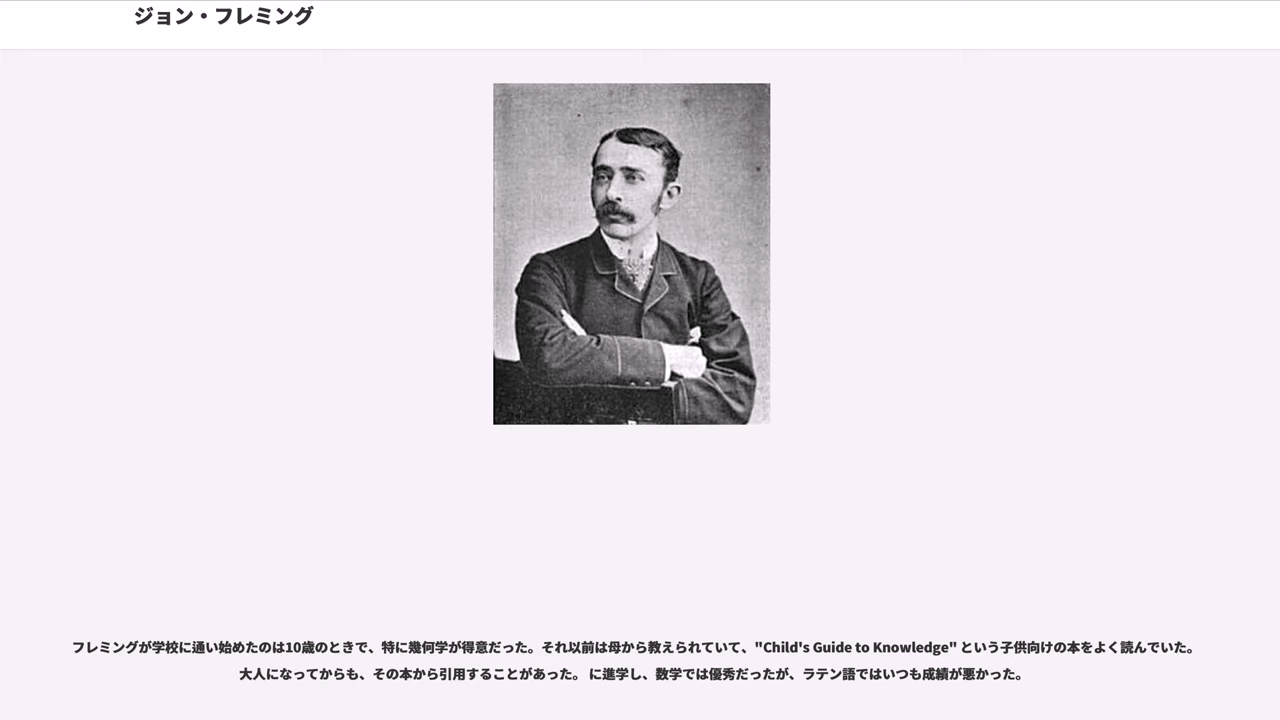 ジョン・フレミング
フレミングが学校に通い始めたのは10歳のときで、特に幾何学が得意だった。それ以前は母から教えられていて、"Child's Guide to Knowledge" という子供向けの本をよく読んでいた。
大人になってからも、その本から引用することがあった。 に進学し、数学では優秀だったが、ラテン語ではいつも成績が悪かった。